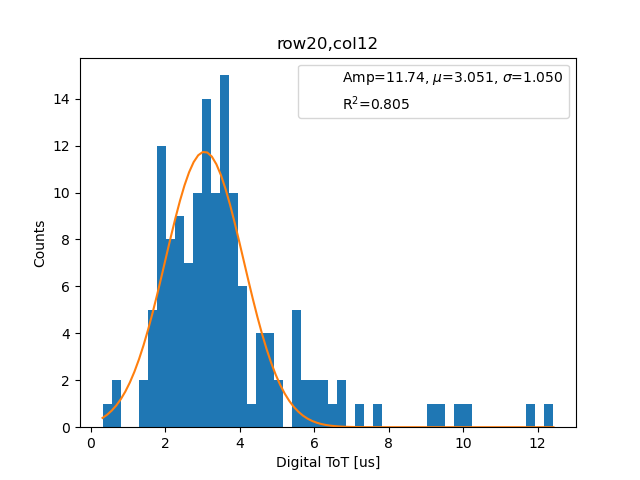 row20,col12
Amp=11.74, μ=3.051, σ=1.050
R²=0.805
14
12
10
8
6
4
2
0
Counts
0 2 4 6 8 10 12
Digital ToT [us]